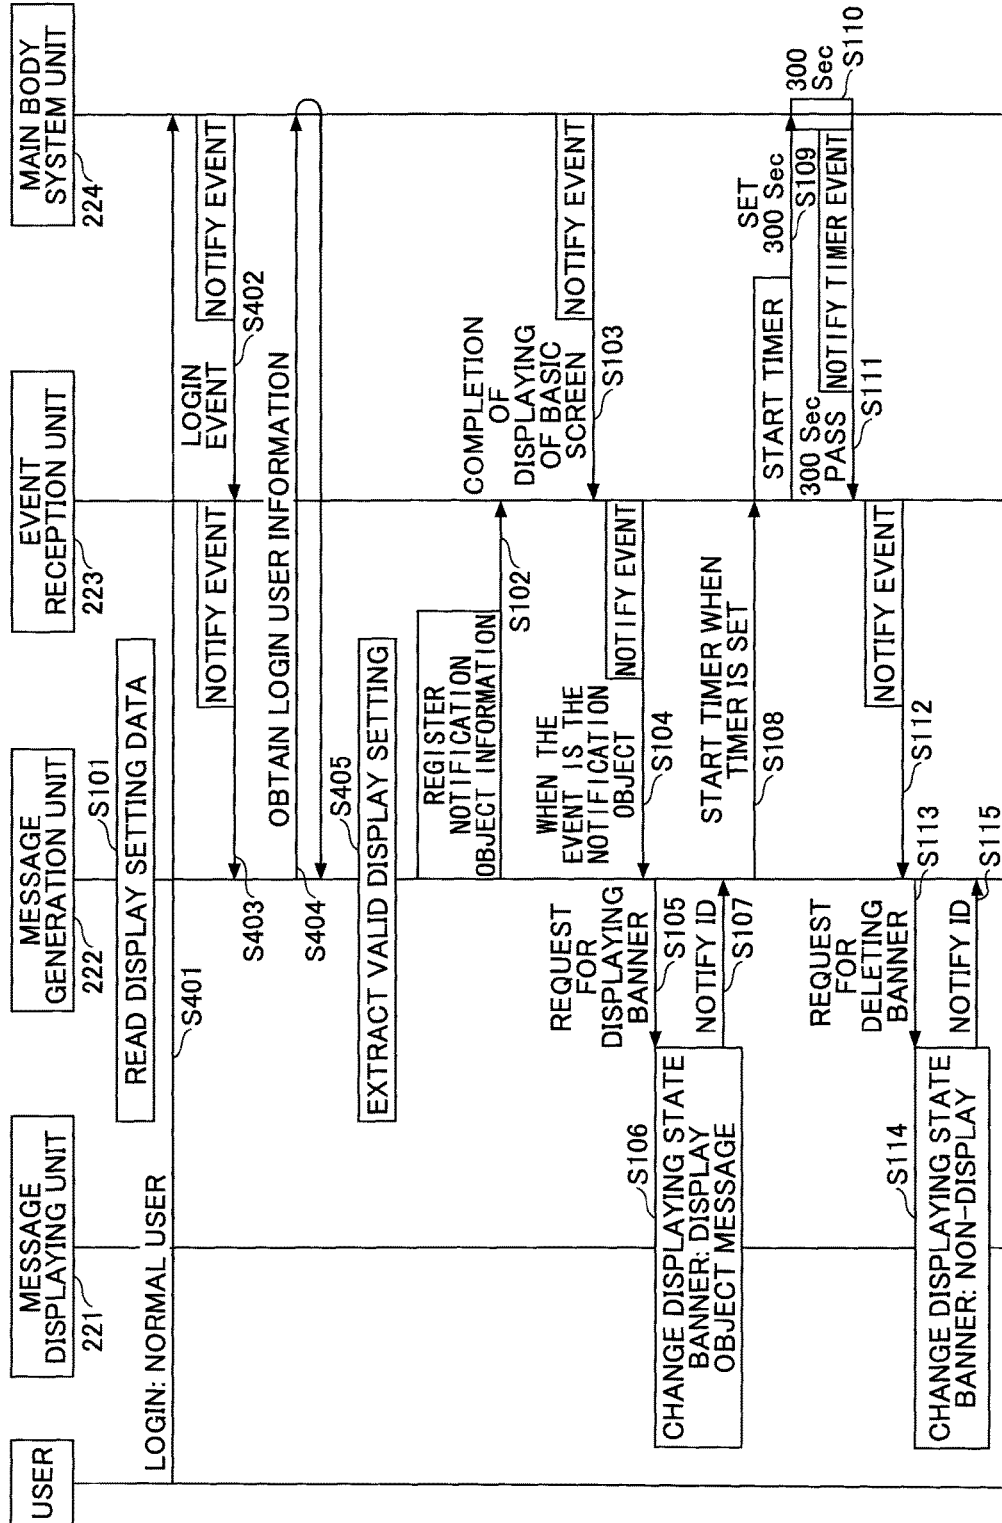 USER
MESSAGE
DISPLAYING UNIT
221
MESSAGE
GENERATION UNIT
222
EVENT
RECEPTION UNIT
223
MAIN BODY
SYSTEM UNIT
224
S101
READ DISPLAY SETTING DATA
LOGIN: NORMAL USER
S401
NOTIFY EVENT
LOGIN
EVENT
S402
NOTIFY EVENT
S403
OBTAIN LOGIN USER INFORMATION
S404
S405
EXTRACT VALID DISPLAY SETTING
REGISTER
NOTIFICATION
OBJECT INFORMATION
S102
COMPLETION
OF
DISPLAYING
OF BASIC
SCREEN
NOTIFY EVENT
S103
WHEN THE
EVENT IS THE
NOTIFICATION
OBJECT
NOTIFY EVENT
S104
REQUEST
FOR
DISPLAYING
BANNER
S105
S106
CHANGE DISPLAYING STATE
BANNER: DISPLAY
OBJECT MESSAGE
NOTIFY ID
S107
START TIMER WHEN
TIMER IS SET
S108
START TIMER
SET
300 Sec
S109
300
Sec
S110
300 Sec
PASS
NOTIFY TIMER EVENT
S111
NOTIFY EVENT
S112
REQUEST
FOR
DELETING
BANNER
S113
S114
CHANGE DISPLAYING STATE
BANNER: NON-DISPLAY
NOTIFY ID
S115